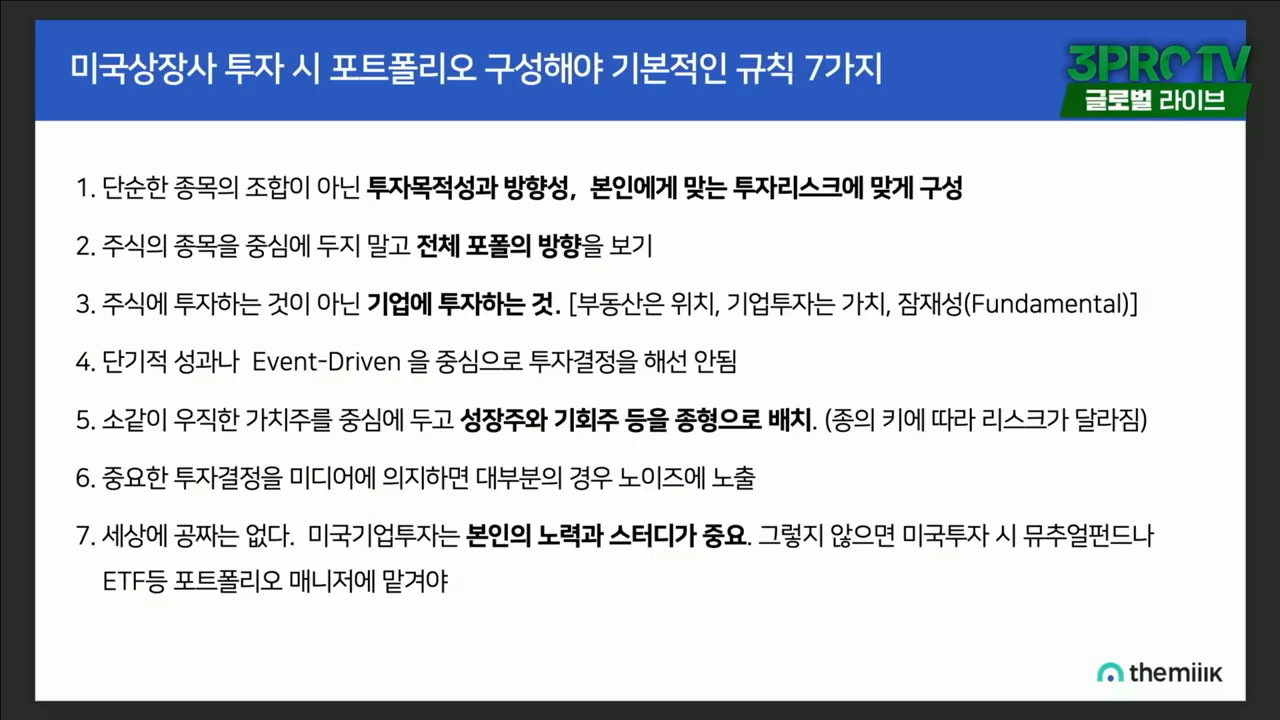 미국상장사 투자 시 포트폴리오 구성해야 기본적인 규칙 7가지
3PRO TV
글로벌 라이브
1. 단순한 종목의 조합이 아닌 투자목적성과 방향성, 본인에게 맞는 투자리스크에 맞게 구성
2. 주식의 종목을 중심에 두지 말고 전체 포폴의 방향을 보기
3. 주식에 투자하는 것이 아닌 기업에 투자하는 것. [부동산은 위치, 기업투자는 가치, 잠재성(Fundamental)]
4. 단기적 성과나 Event-Driven 을 중심으로 투자결정을 해선 안됨
5. 소같이 우직한 가치주를 중심에 두고 성장주와 기회주 등을 종형으로 배치. (종의 키에 따라 리스크가 달라짐)
6. 중요한 투자결정을 미디어에 의지하면 대부분의 경우 노이즈에 노출
7. 세상에 공짜는 없다. 미국기업투자는 본인의 노력과 스터디가 중요. 그렇지 않으면 미국투자 시 뮤추얼펀드나
ETF등 포트폴리오 매니저에 맡겨야
themiilk